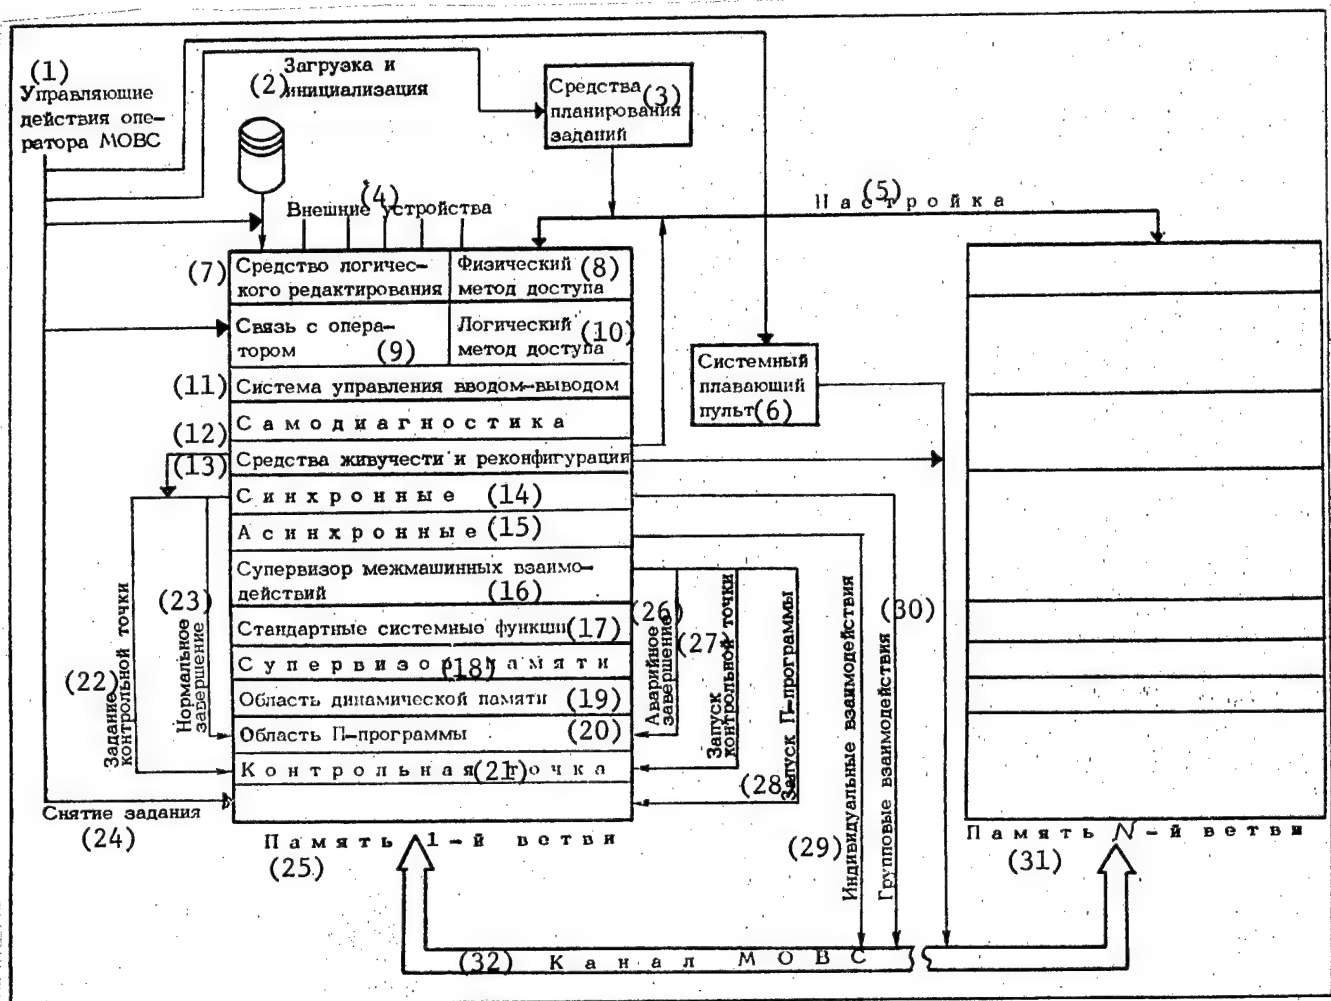 (1)
Управляющие
действия опе-
ратора МОВС
(2) Загрузка и
инициализация
Средства (3)
планирования
заданий
(4)
Внешние устройства
(5)
Настройка
(7) Средство логичес-
кого редактирования
Физический (8)
метод доступа
Связь с опера-
тором (9)
Логический (10)
метод доступа
Системный
плавающий
пульт (6)
(11) Система управления вводом-выводом
(12) Самодиагностика
(13) Средства живучести и реконфигурация
Синхронные (14)
Асинхронные (15)
Супервизор межмашинных взаимо-
действий (16)
Стандартные системные функции (17)
Супервизор (18) памяти
Область динамической памяти (19)
Область П-программы (20)
Контрольная (21) точка
(22) Задание
контрольной точки
(23) Нормальное
завершение
Снятие задания
(24)
Память 1-й ветви
(25)
(26) Аварийное
завершение
(27) Запуск
контрольной точки
(28) Запуск П-программы
(29) Индивидуальные взаимодействия
(30) Групповые взаимодействия
Память N-й ветви
(31)
(32) Канал МОВС